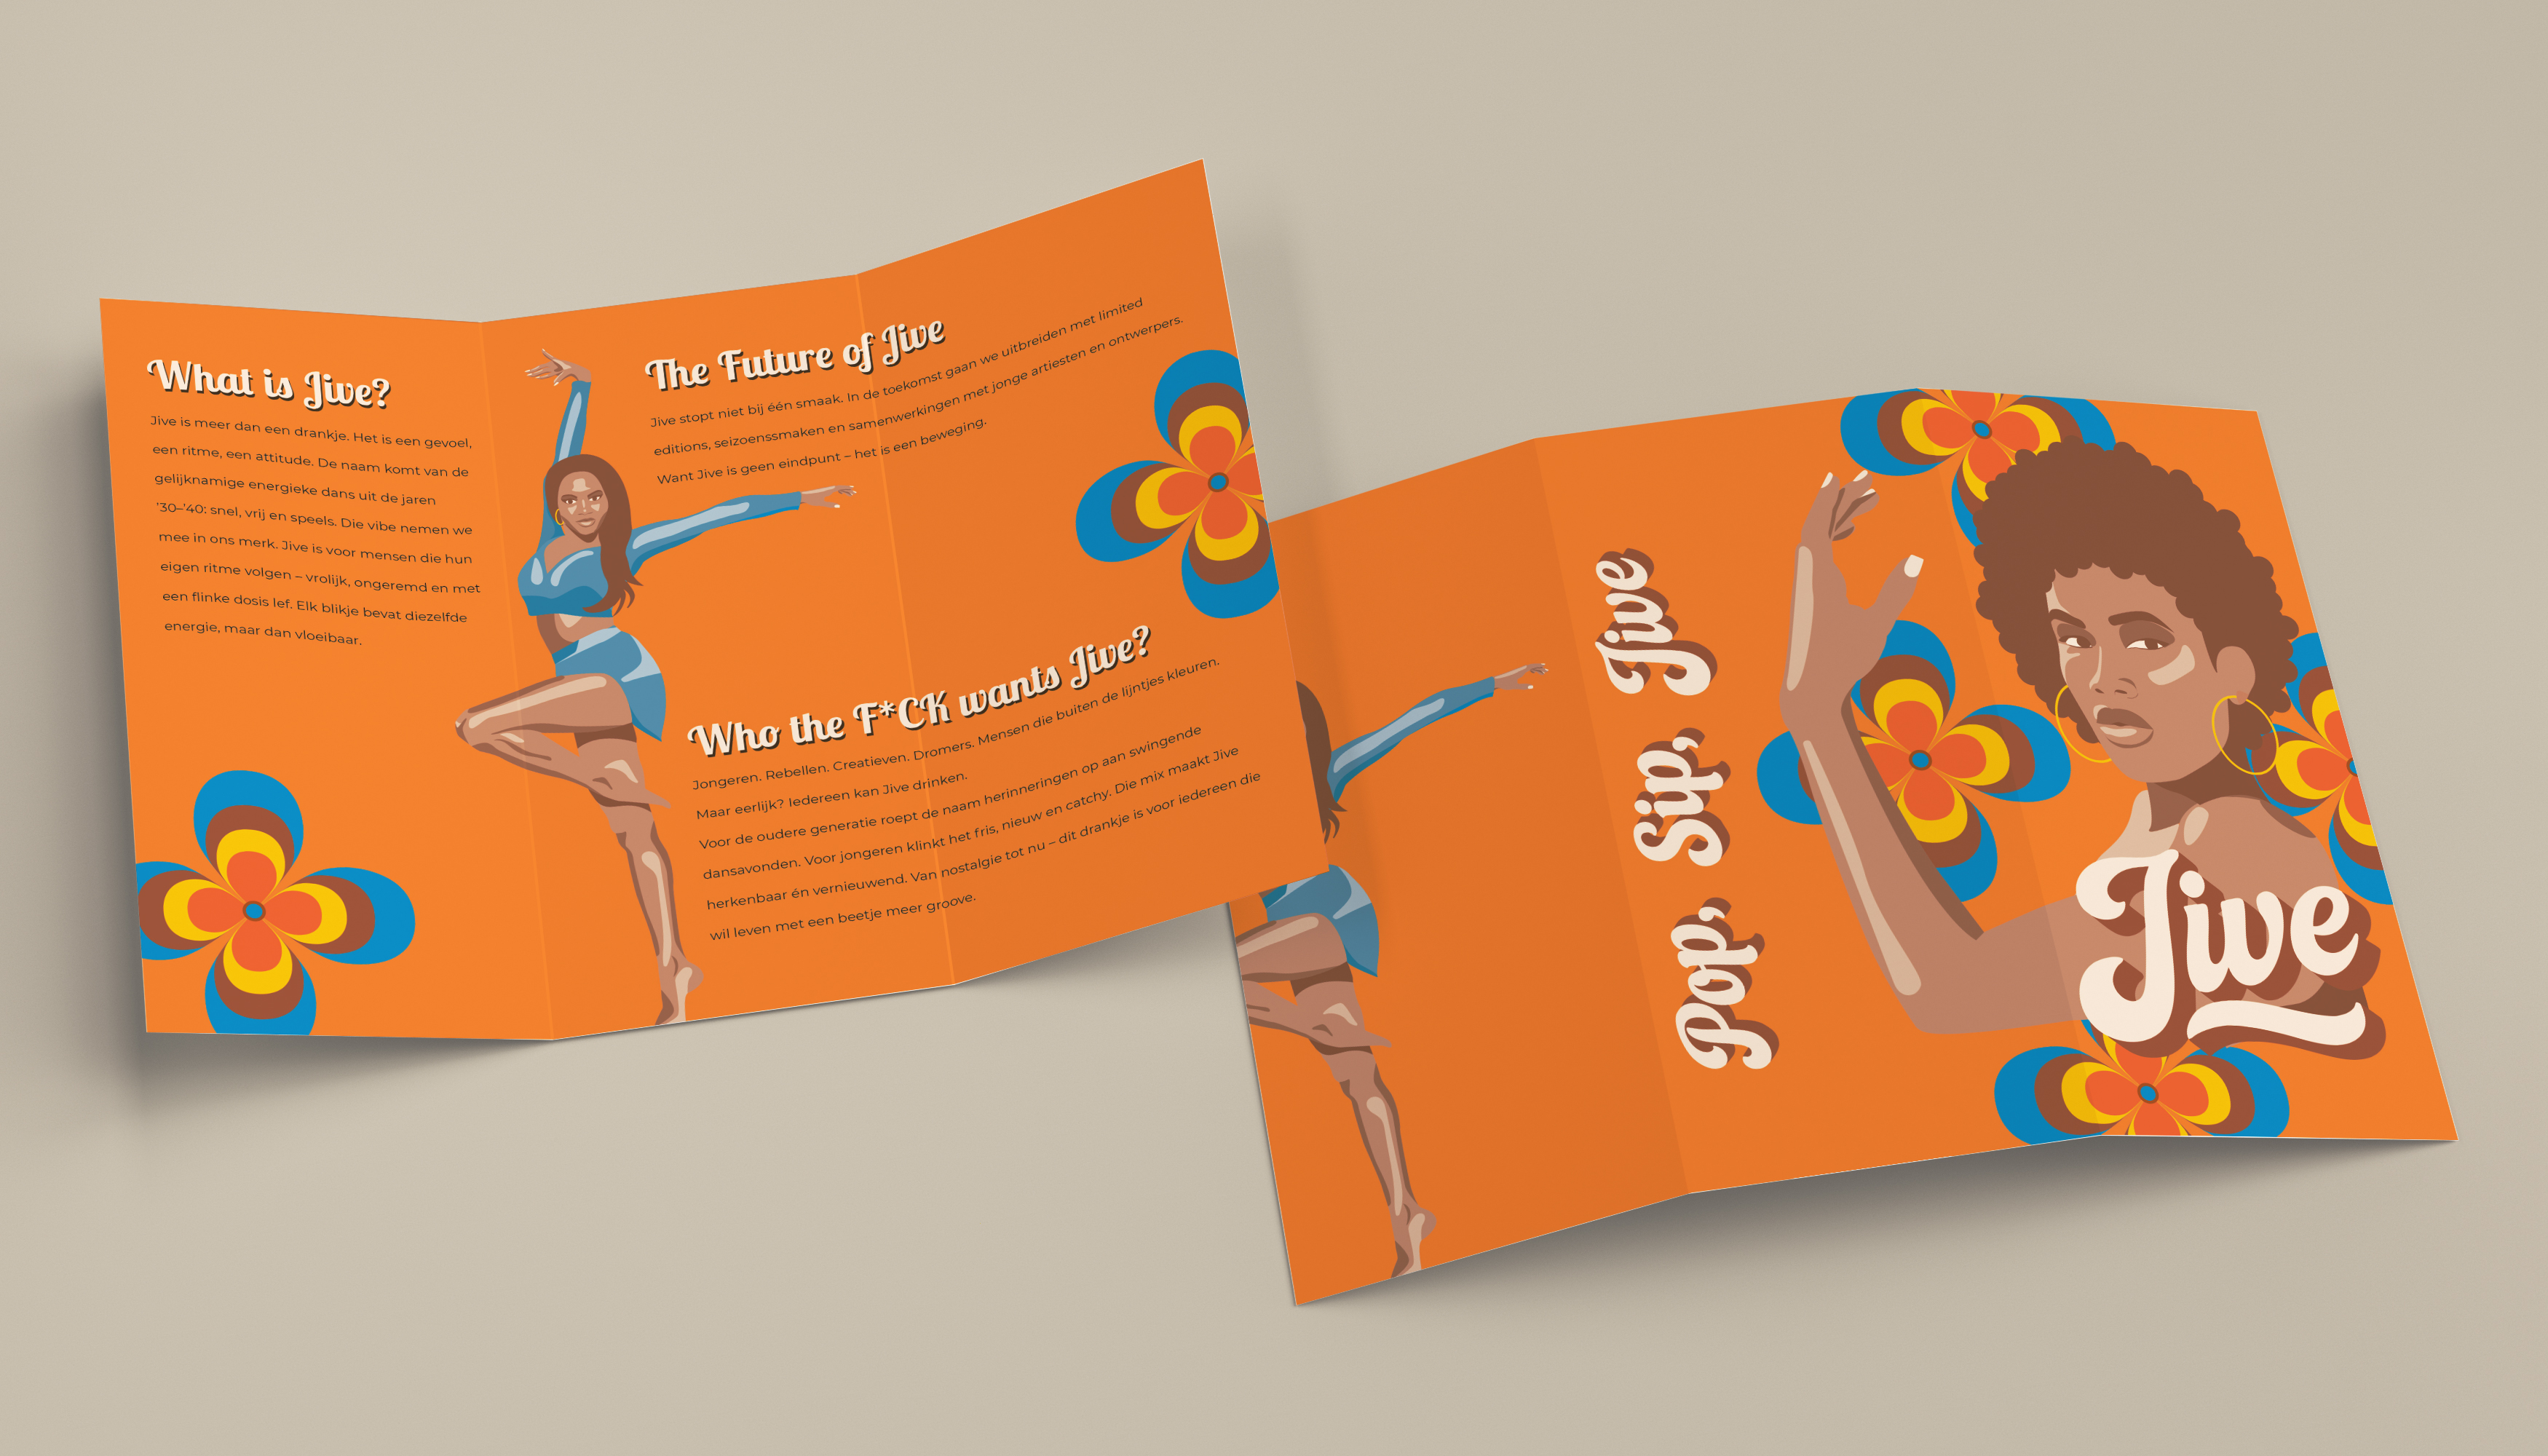 What is Jive?
Jive is meer dan een drankje. Het is een gevoel,
een ritme, een attitude. De naam komt van de
gelijknamige energieke dans uit de jaren
'30–'40: snel, vrij en speels. Die vibe nemen we
mee in ons merk. Jive is voor mensen die hun
eigen ritme volgen – vrolijk, ongeremd en met
een flinke dosis lef. Elk blikje bevat diezelfde
energie, maar dan vloeibaar.
The Future of Jive
Jive stopt niet bij één smaak. In de toekomst gaan we uitbreiden met limited
editions, seizoenssmaken en samenwerkingen met jonge artiesten en ontwerpers.
Want Jive is geen eindpunt – het is een beweging.
Who the F*CK wants Jive?
Jongeren. Rebellen. Creatieven. Dromers. Mensen die buiten de lijntjes kleuren.
Maar eerlijk? Iedereen kan Jive drinken.
Voor de oudere generatie roept de naam herinneringen op aan swingende
dansavonden. Voor jongeren klinkt het fris, nieuw en catchy. Die mix maakt Jive
herkenbaar én vernieuwend. Van nostalgie tot nu – dit drankje is voor iedereen die
wil leven met een beetje meer groove.
Pop, Sip, Jive
Jive